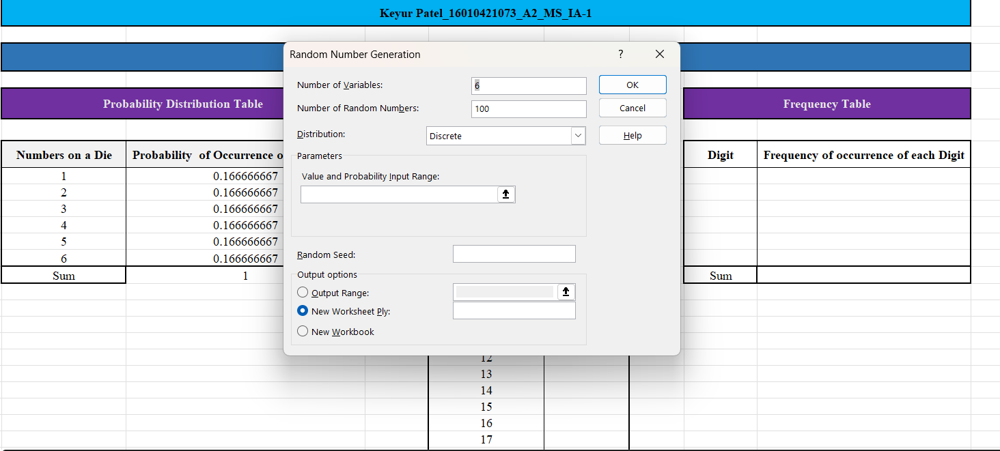 Keyur Patel_16010421073_A2_MS_IA-1
Random Number Generation
?
Number of Variables:
6
OK
Number of Random Numbers:
100
Cancel
Distribution:
Discrete
Help
Parameters
Value and Probability Input Range:
Random Seed:
Output options
Output Range:
New Worksheet Ply:
New Workbook
Probability Distribution Table
Numbers on a Die Probability of Occurrence o
1 0.166666667
2 0.166666667
3 0.166666667
4 0.166666667
5 0.166666667
6 0.166666667
Sum 1
12
13
14
15
16
17
Frequency Table
Digit Frequency of occurrence of each Digit
Sum